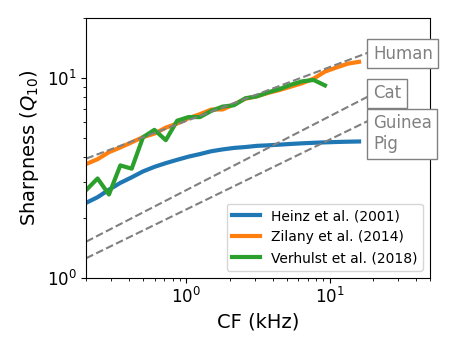 Human
Cat
Guinea
Pig
Sharpness (Q₁₀)
10¹
10⁰
Heinz et al. (2001)
Zilany et al. (2014)
Verhulst et al. (2018)
10⁰
10¹
CF (kHz)